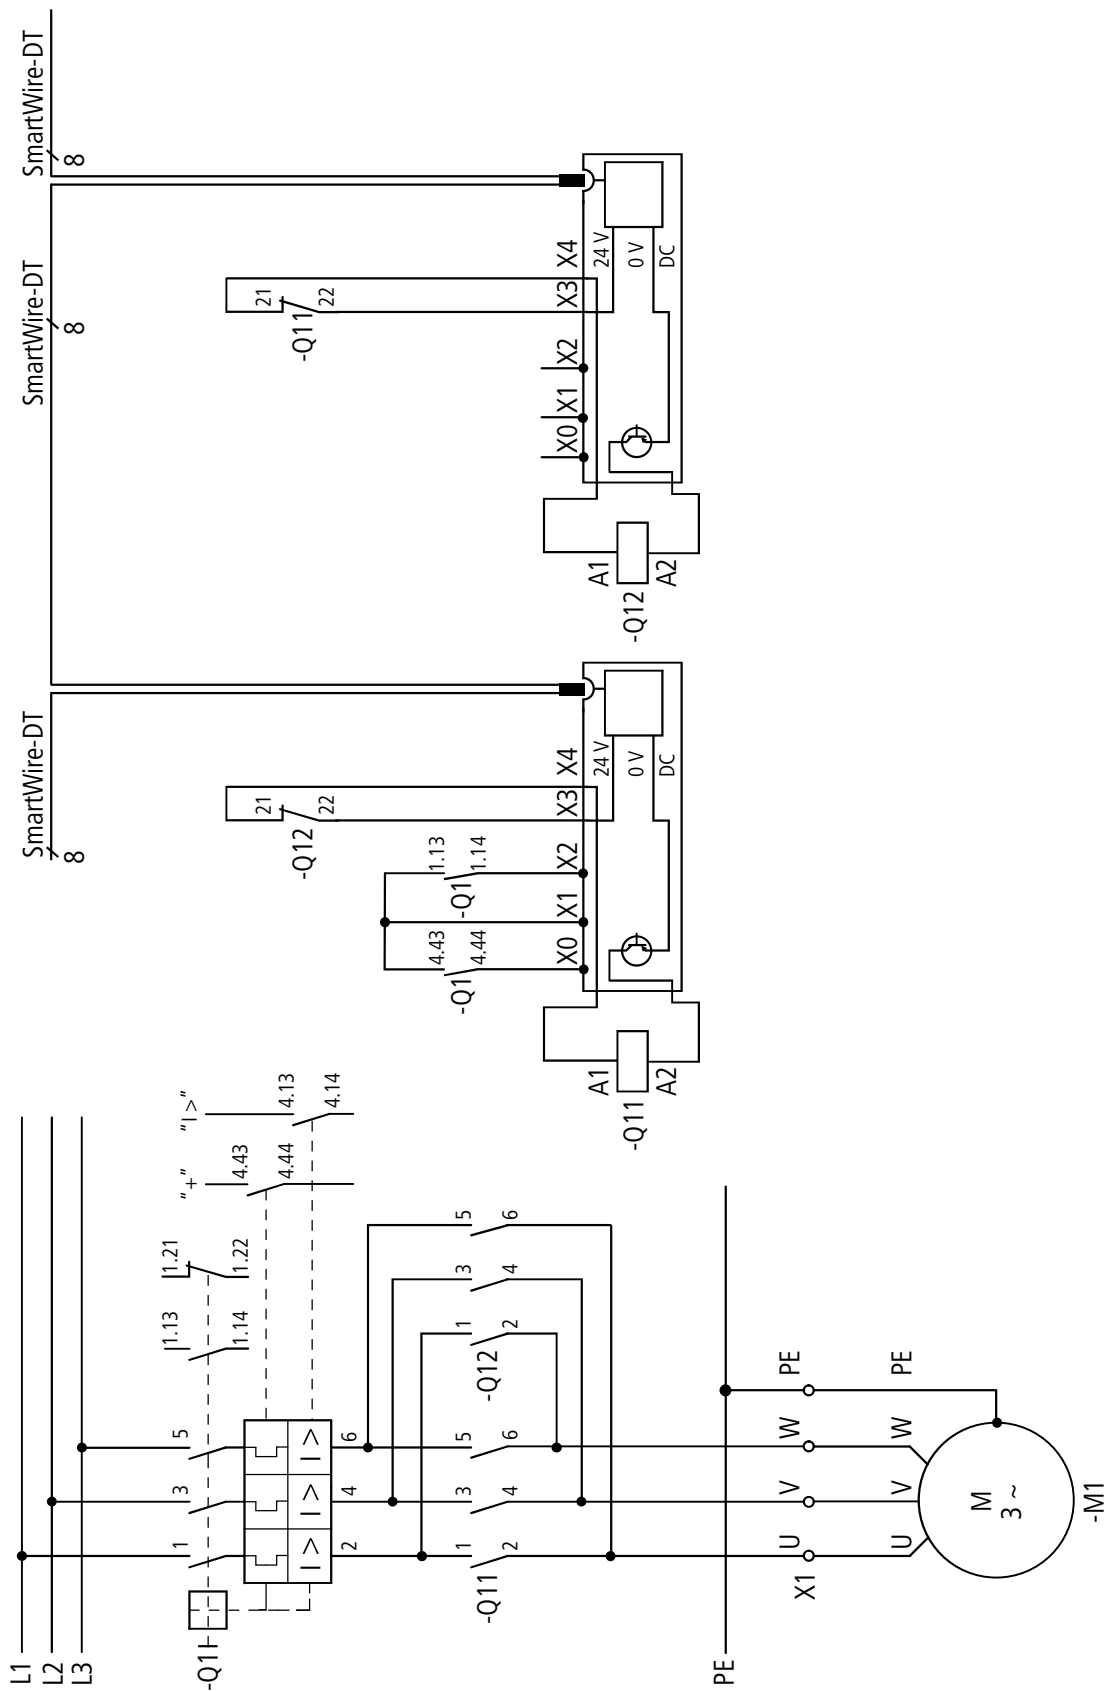 L1
L2
L3
-Q1
1
3
5
1.13
1.14
1.21
1.22
"+"
4.43
4.44
"I >"
4.13
4.14
I >
I >
I >
2
4
6
-Q11
1
2
3
4
5
6
-Q12
1
2
3
4
5
6
PE
X1
U
V
W
PE
U
V
W
PE
M
3 ~
-M1
SmartWire-DT
8
SmartWire-DT
8
SmartWire-DT
8
-Q12
21
22
-Q1
4.43
4.44
-Q1
1.13
1.14
X0
X1
X2
X3
X4
24 V
0 V
DC
A1
-Q11
A2
-Q11
21
22
X0
X1
X2
X3
X4
24 V
0 V
DC
A1
-Q12
A2